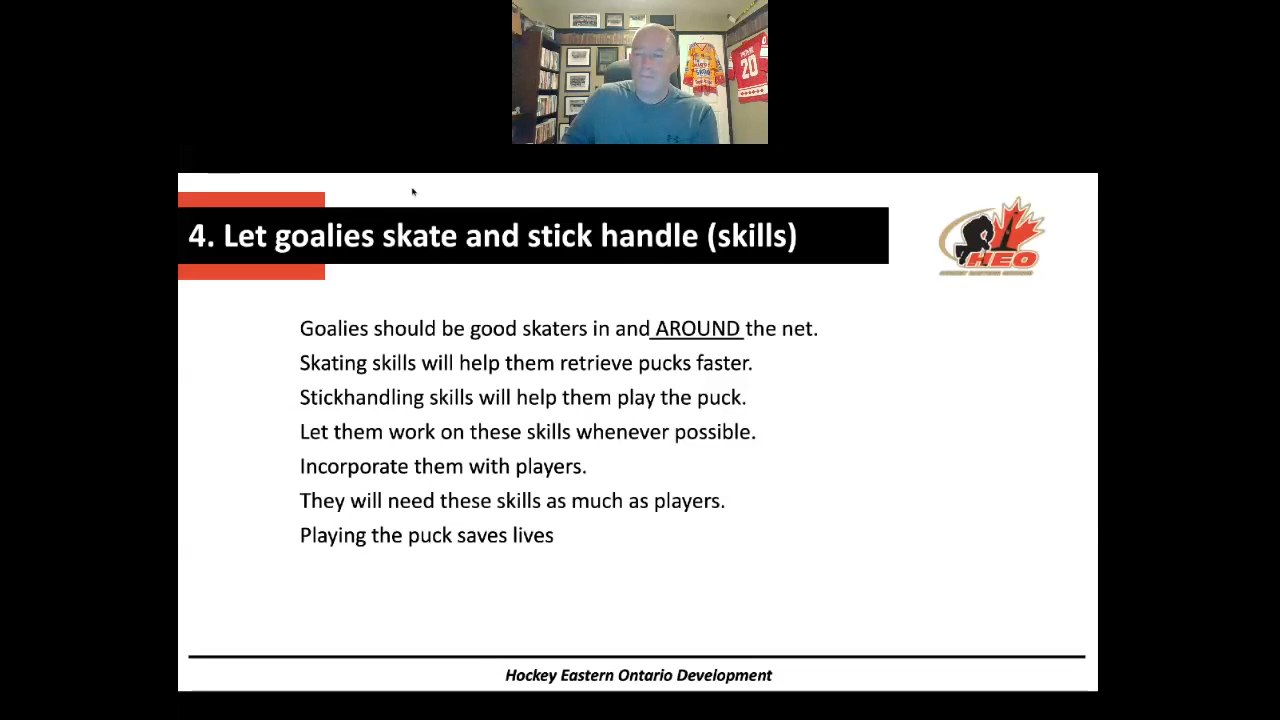 20
4. Let goalies skate and stick handle (skills)
HEO
Goalies should be good skaters in and AROUND the net.
Skating skills will help them retrieve pucks faster.
Stickhandling skills will help them play the puck.
Let them work on these skills whenever possible.
Incorporate them with players.
They will need these skills as much as players.
Playing the puck saves lives
Hockey Eastern Ontario Development